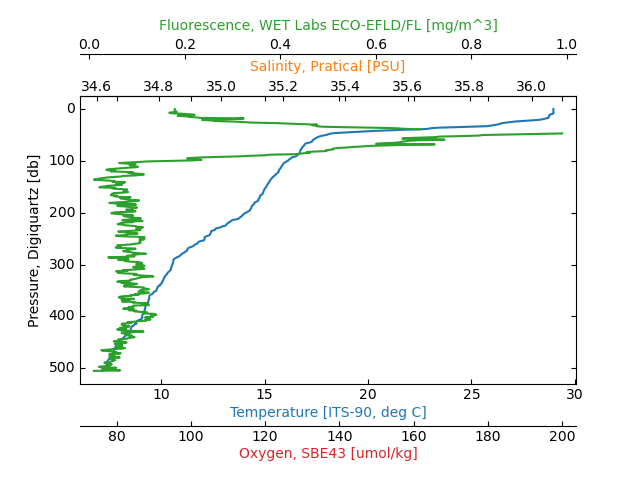 Fluorescence, WET Labs ECO-EFLD/FL [mg/m^3]
0.0 0.2 0.4 0.6 0.8 1.0
Salinity, Pratical [PSU]
34.6 34.8 35.0 35.2 35.4 35.6 35.8 36.0
Pressure, Digiquartz [db]
0
100
200
300
400
500
10 15 20 25 30
Temperature [ITS-90, deg C]
80 100 120 140 160 180 200
Oxygen, SBE43 [umol/kg]